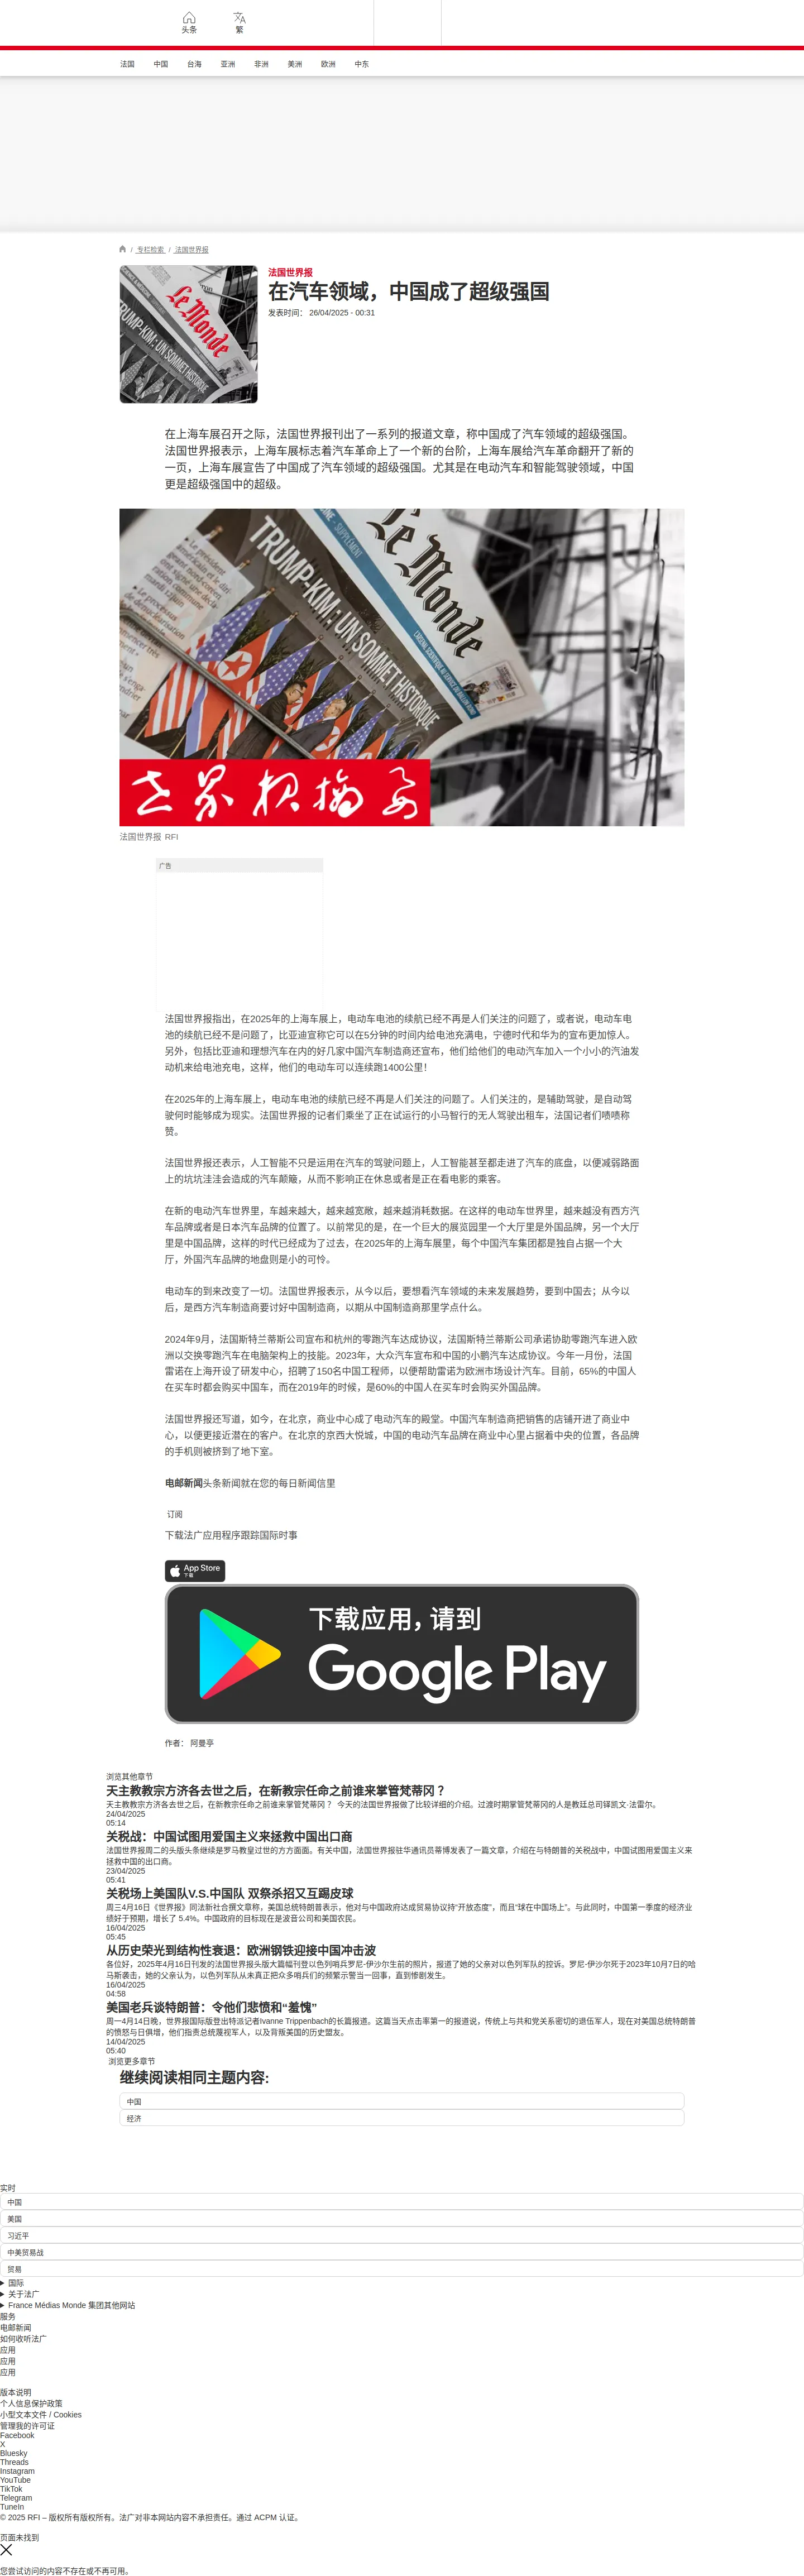 头条
繁
法国 中国 台海 亚洲 非洲 美洲 欧洲 中东
/ 专栏检索 / 法国世界报
法国世界报
在汽车领域，中国成了超级强国
发表时间： 26/04/2025 - 00:31
Le Monde
TRUMP-KIM : UN SOMMET HISTORIQUE
在上海车展召开之际，法国世界报刊出了一系列的报道文章，称中国成了汽车领域的超级强国。
法国世界报表示，上海车展标志着汽车革命上了一个新的台阶，上海车展给汽车革命翻开了新的
一页，上海车展宣告了中国成了汽车领域的超级强国。尤其是在电动汽车和智能驾驶领域，中国
更是超级强国中的超级。
Le Monde
TRUMP-KIM : UN SOMMET HISTORIQUE
世界报摘要
法国世界报 RFI
广告
法国世界报指出，在2025年的上海车展上，电动车电池的续航已经不再是人们关注的问题了，或者说，电动车电
池的续航已经不是问题了，比亚迪宣称它可以在5分钟的时间内给电池充满电，宁德时代和华为的宣布更加惊人。
另外，包括比亚迪和理想汽车在内的好几家中国汽车制造商还宣布，他们给他们的电动汽车加入一个小小的汽油发
动机来给电池充电，这样，他们的电动车可以连续跑1400公里！
在2025年的上海车展上，电动车电池的续航已经不再是人们关注的问题了。人们关注的，是辅助驾驶，是自动驾
驶何时能够成为现实。法国世界报的记者们乘坐了正在试运行的小马智行的无人驾驶出租车，法国记者们啧啧称
赞。
法国世界报还表示，人工智能不只是运用在汽车的驾驶问题上，人工智能甚至都走进了汽车的底盘，以便减弱路面
上的坑坑洼洼会造成的汽车颠簸，从而不影响正在休息或者是正在看电影的乘客。
在新的电动汽车世界里，车越来越大，越来越宽敞，越来越消耗数据。在这样的电动车世界里，越来越没有西方汽
车品牌或者是日本汽车品牌的位置了。以前常见的是，在一个巨大的展览园里一个大厅里是外国品牌，另一个大厅
里是中国品牌，这样的时代已经成为了过去，在2025年的上海车展里，每个中国汽车集团都是独自占据一个大
厅，外国汽车品牌的地盘则是小的可怜。
电动车的到来改变了一切。法国世界报表示，从今以后，要想看汽车领域的未来发展趋势，要到中国去；从今以
后，是西方汽车制造商要讨好中国制造商，以期从中国制造商那里学点什么。
2024年9月，法国斯特兰蒂斯公司宣布和杭州的零跑汽车达成协议，法国斯特兰蒂斯公司承诺协助零跑汽车进入欧
洲以交换零跑汽车在电脑架构上的技能。2023年，大众汽车宣布和中国的小鹏汽车达成协议。今年一月份，法国
雷诺在上海开设了研发中心，招聘了150名中国工程师，以便帮助雷诺为欧洲市场设计汽车。目前，65%的中国人
在买车时都会购买中国车，而在2019年的时候，是60%的中国人在买车时会购买外国品牌。
法国世界报还写道，如今，在北京，商业中心成了电动汽车的殿堂。中国汽车制造商把销售的店铺开进了商业中
心，以便更接近潜在的客户。在北京的京西大悦城，中国的电动汽车品牌在商业中心里占据着中央的位置，各品牌
的手机则被挤到了地下室。
电邮新闻头条新闻就在您的每日新闻信里
订阅
下载法广应用程序跟踪国际时事
App Store
下载
下载应用，请到
Google Play
作者： 阿曼亭
浏览其他章节
天主教教宗方济各去世之后，在新教宗任命之前谁来掌管梵蒂冈 ？
天主教教宗方济各去世之后，在新教宗任命之前谁来掌管梵蒂冈 ？ 今天的法国世界报做了比较详细的介绍。过渡时期掌管梵蒂冈的人是教廷总司铎凯文·法雷尔。
24/04/2025
05:14
关税战：中国试图用爱国主义来拯救中国出口商
法国世界报周二的头版头条继续是罗马教皇过世的方方面面。有关中国，法国世界报驻华通讯员蒂博发表了一篇文章，介绍在与特朗普的关税战中，中国试图用爱国主义来
拯救中国的出口商。
23/04/2025
05:41
关税场上美国队V.S.中国队 双祭杀招又互踢皮球
周三4月16日《世界报》同法新社合撰文章称，美国总统特朗普表示，他对与中国政府达成贸易协议持“开放态度”，而且“球在中国场上”。与此同时，中国第一季度的经济业
绩好于预期，增长了 5.4%。中国政府的目标现在是波音公司和美国农民。
16/04/2025
05:45
从历史荣光到结构性衰退：欧洲钢铁迎接中国冲击波
各位好，2025年4月16日刊发的法国世界报头版大篇幅刊登以色列哨兵罗尼-伊沙尔生前的照片，报道了她的父亲对以色列军队的控诉。罗尼-伊沙尔死于2023年10月7日的哈
马斯袭击，她的父亲认为，以色列军队从未真正把众多哨兵们的频繁示警当一回事，直到惨剧发生。
16/04/2025
04:58
美国老兵谈特朗普：令他们悲愤和“羞愧”
周一4月14日晚，世界报国际版登出特派记者Ivanne Trippenbach的长篇报道。这篇当天点击率第一的报道说，传统上与共和党关系密切的退伍军人，现在对美国总统特朗普
的愤怒与日俱增，他们指责总统蔑视军人，以及背叛美国的历史盟友。
14/04/2025
05:40
浏览更多章节
继续阅读相同主题内容:
中国
经济
实时
中国
美国
习近平
中美贸易战
贸易
国际
关于法广
France Médias Monde 集团其他网站
服务
电邮新闻
如何收听法广
应用
应用
应用
版本说明
个人信息保护政策
小型文本文件 / Cookies
管理我的许可证
Facebook
X
Bluesky
Threads
Instagram
YouTube
TikTok
Telegram
TuneIn
© 2025 RFI – 版权所有版权所有。法广对非本网站内容不承担责任。通过 ACPM 认证。
页面未找到
您尝试访问的内容不存在或不再可用。